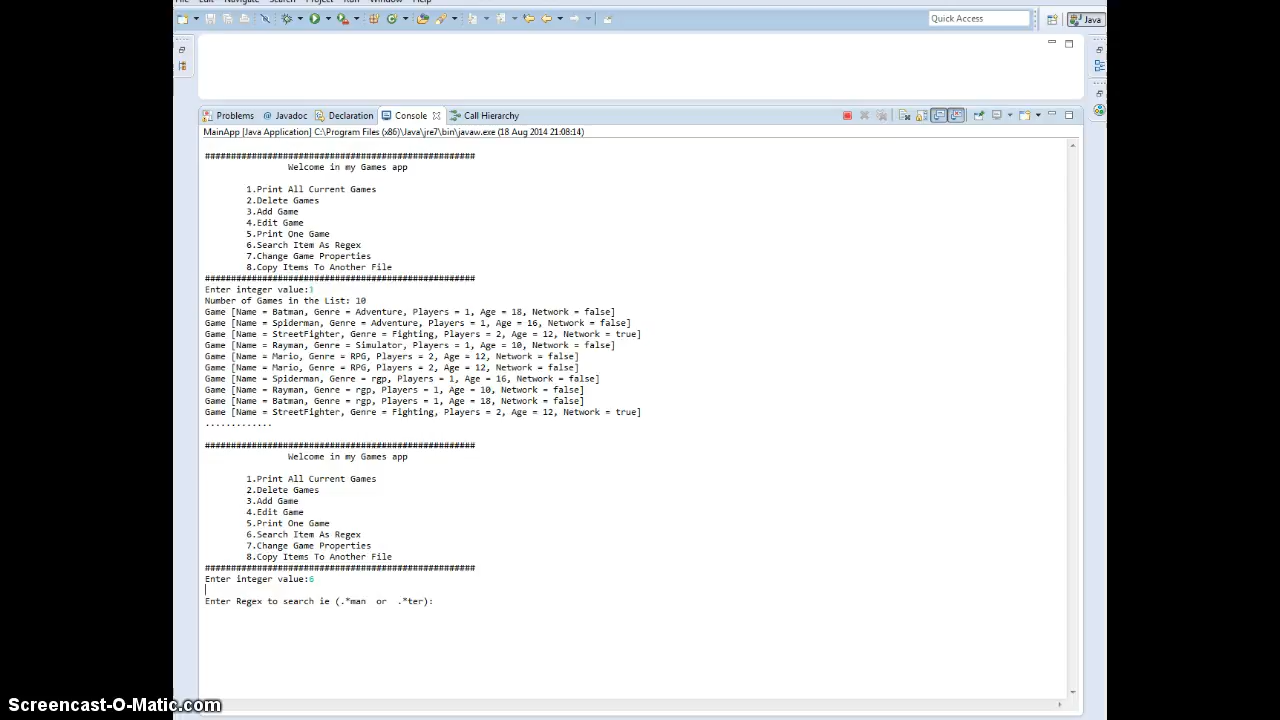 Edit Navigate Search Project Run Window Help
Quick Access
Java
Problems @ Javadoc Declaration Console Call Hierarchy
MainApp [Java Application] C:\Program Files (x86)\Java\jre7\bin\javaw.exe (18 Aug 2014 21:08:14)
####################################################
Welcome in my Games app
1.Print All Current Games
2.Delete Games
3.Add Game
4.Edit Game
5.Print One Game
6.Search Item As Regex
7.Change Game Properties
8.Copy Items To Another File
####################################################
Enter integer value:1
Number of Games in the List: 10
Game [Name = Batman, Genre = Adventure, Players = 1, Age = 18, Network = false]
Game [Name = Spiderman, Genre = Adventure, Players = 1, Age = 16, Network = false]
Game [Name = StreetFighter, Genre = Fighting, Players = 2, Age = 12, Network = true]
Game [Name = Rayman, Genre = Simulator, Players = 1, Age = 10, Network = false]
Game [Name = Mario, Genre = RPG, Players = 2, Age = 12, Network = false]
Game [Name = Mario, Genre = RPG, Players = 2, Age = 12, Network = false]
Game [Name = Spiderman, Genre = rgp, Players = 1, Age = 16, Network = false]
Game [Name = Rayman, Genre = rgp, Players = 1, Age = 10, Network = false]
Game [Name = Batman, Genre = rgp, Players = 1, Age = 18, Network = false]
Game [Name = StreetFighter, Genre = Fighting, Players = 2, Age = 12, Network = true]
.............
####################################################
Welcome in my Games app
1.Print All Current Games
2.Delete Games
3.Add Game
4.Edit Game
5.Print One Game
6.Search Item As Regex
7.Change Game Properties
8.Copy Items To Another File
####################################################
Enter integer value:6
Enter Regex to search ie (.*man or .*ter):
Screencast-O-Matic.com